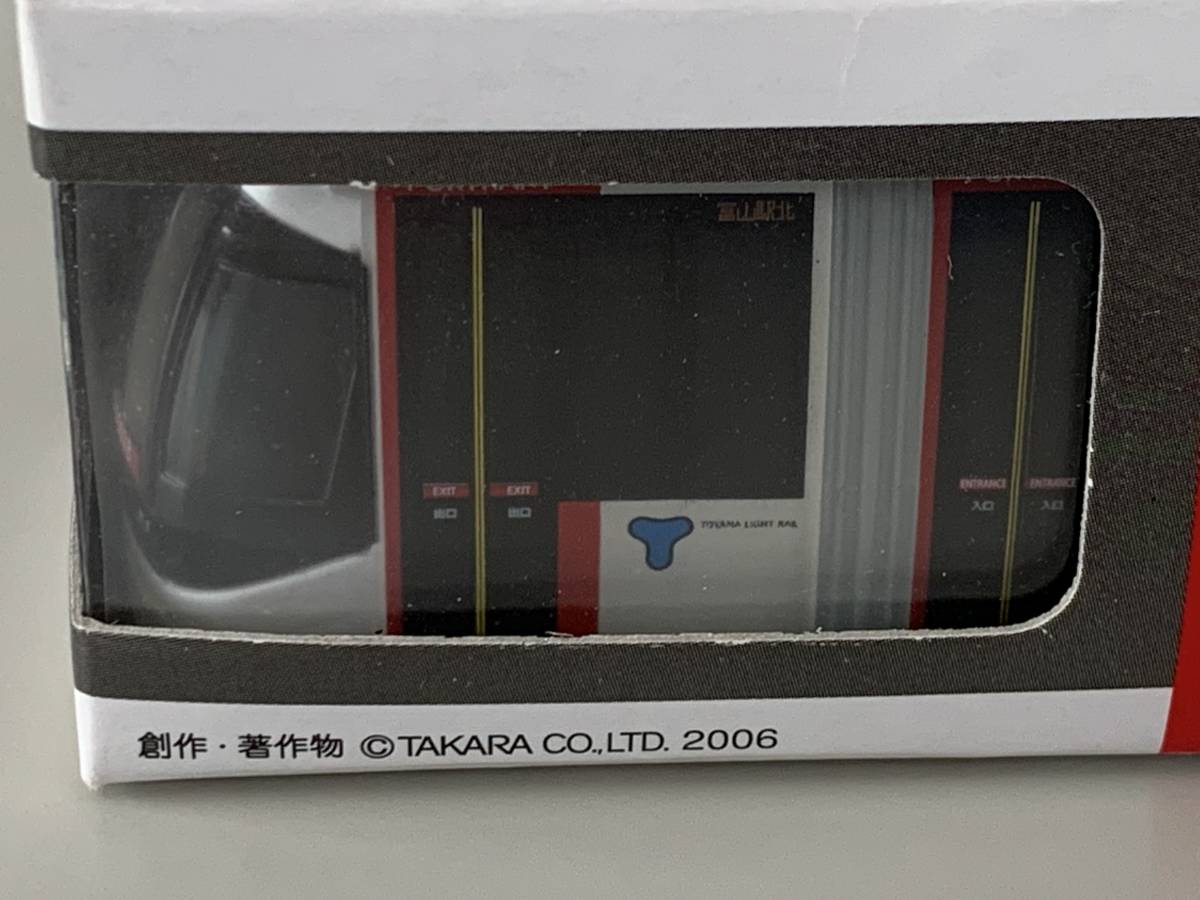 富山駅北
EXIT EXIT
出口 出口
ENTRANCE ENTRANCE
入口 入口
TOYAMA LIGHT RAIL
創作・著作物 ©TAKARA CO.,LTD. 2006